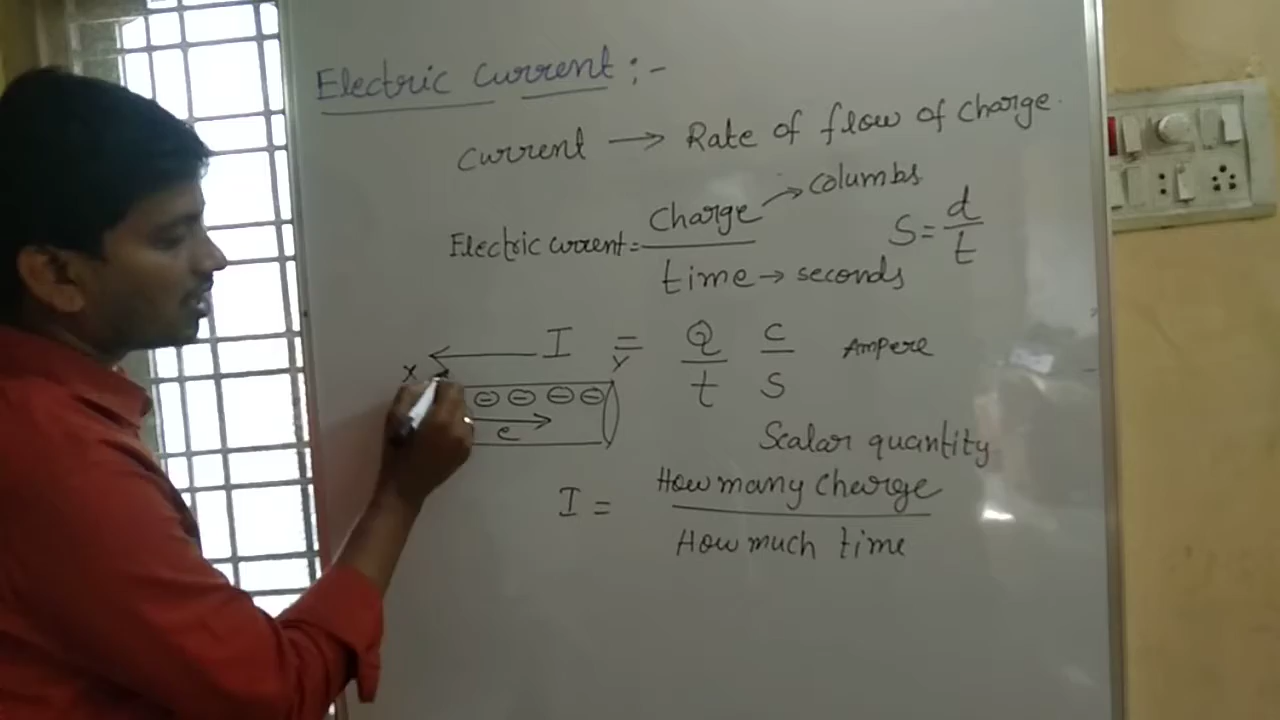 Electric Current :-
Current → Rate of flow of charge.
Electric current = Charge / time
→ columbs
→ seconds
S = d / t
I = Q / t C / S Ampere
x y
⊖ ⊖ ⊖ ⊖
e
Scalar quantity
I = How many Charge / How much time